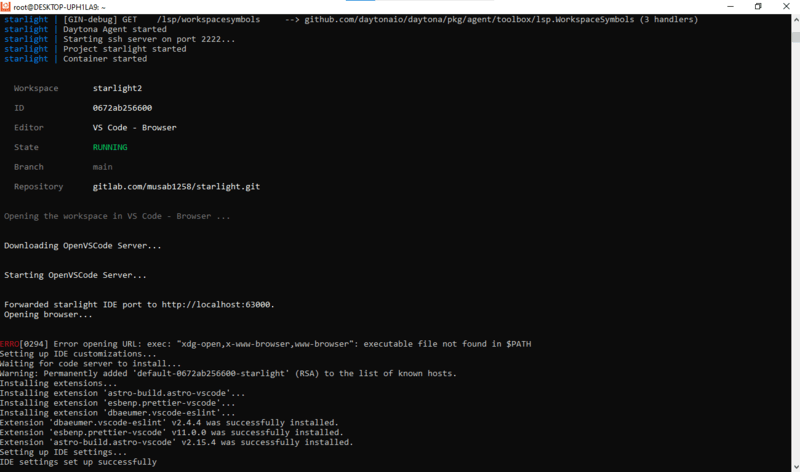 root@DESKTOP-UPH1LA9: ~
starlight | [GIN-debug] GET    /lsp/workspacesymbols     --> github.com/daytonaio/daytona/pkg/agent/toolbox/lsp.WorkspaceSymbols (3 handlers)
starlight | Daytona Agent started
starlight | Starting ssh server on port 2222...
starlight | Project starlight started
starlight | Container started
Workspace starlight2
ID 0672ab256600
Editor VS Code - Browser
State RUNNING
Branch main
Repository gitlab.com/musab1258/starlight.git
Opening the workspace in VS Code - Browser ...
Downloading OpenVSCode Server...
Starting OpenVSCode Server...
Forwarded starlight IDE port to http://localhost:63000.
Opening browser...
ERRO[0294] Error opening URL: exec: "xdg-open,x-www-browser,www-browser": executable file not found in $PATH
Setting up IDE customizations...
Waiting for code server to install...
Warning: Permanently added 'default-0672ab256600-starlight' (RSA) to the list of known hosts.
Installing extensions...
Installing extension 'astro-build.astro-vscode'...
Installing extension 'esbenp.prettier-vscode'...
Installing extension 'dbaeumer.vscode-eslint'...
Extension 'dbaeumer.vscode-eslint' v2.4.4 was successfully installed.
Extension 'esbenp.prettier-vscode' v11.0.0 was successfully installed.
Extension 'astro-build.astro-vscode' v2.15.4 was successfully installed.
Setting up IDE settings...
IDE settings set up successfully